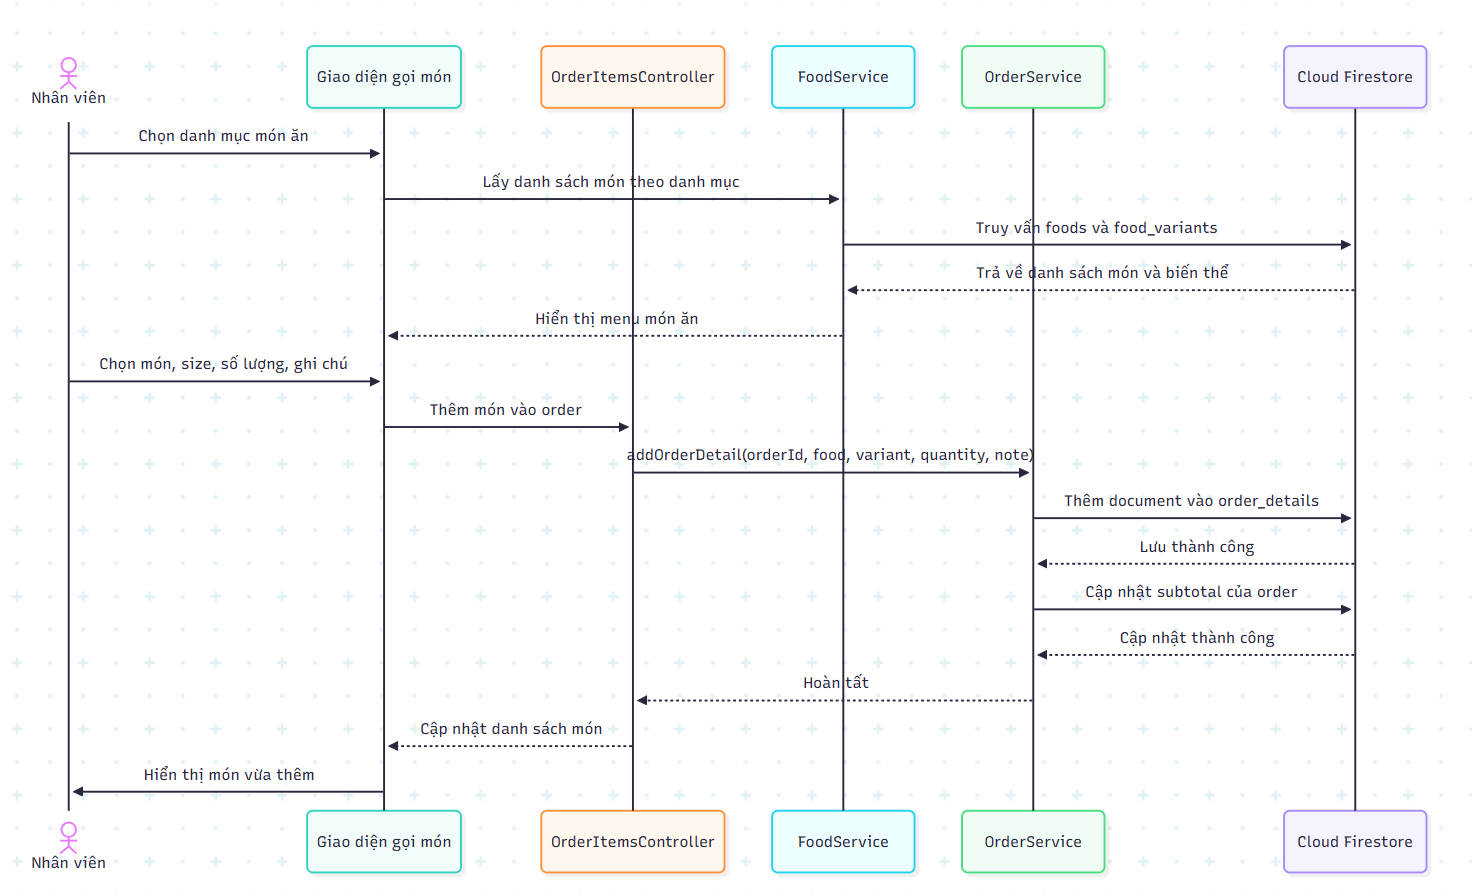 Nhân viên
Giao diện gọi món
OrderItemsController
FoodService
OrderService
Cloud Firestore
Chọn danh mục món ăn
Lấy danh sách món theo danh mục
Truy vấn foods và food_variants
Trả về danh sách món và biến thể
Hiển thị menu món ăn
Chọn món, size, số lượng, ghi chú
Thêm món vào order
addOrderDetail(orderId, food, variant, quantity, note)
Thêm document vào order_details
Lưu thành công
Cập nhật subtotal của order
Cập nhật thành công
Hoàn tất
Cập nhật danh sách món
Hiển thị món vừa thêm
Nhân viên
Giao diện gọi món
OrderItemsController
FoodService
OrderService
Cloud Firestore